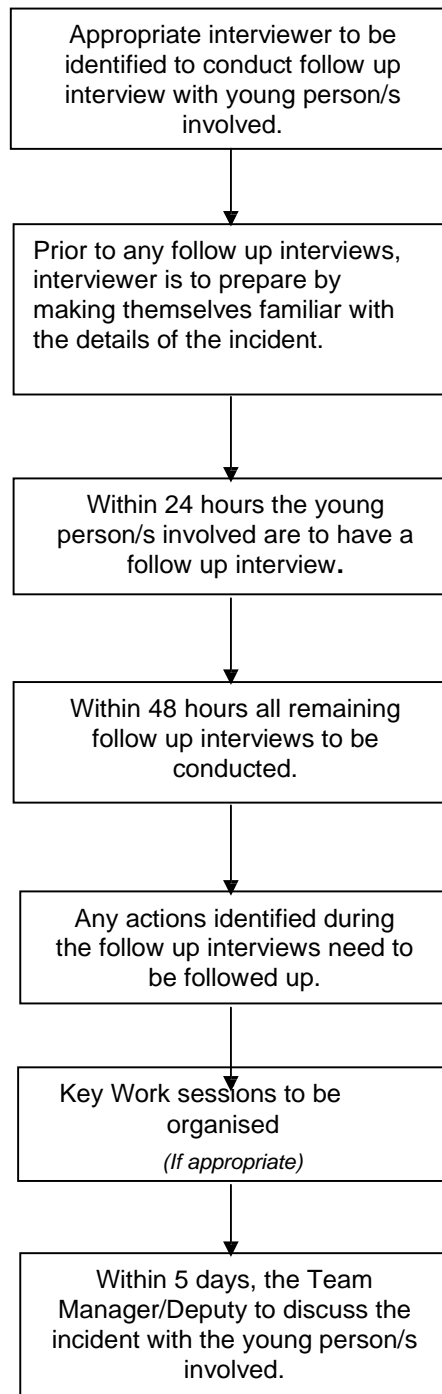 Appropriate interviewer to be
identified to conduct follow up
interview with young person/s
involved.
Prior to any follow up interviews,
interviewer is to prepare by
making themselves familiar with
the details of the incident.
Within 24 hours the young
person/s involved are to have a
follow up interview.
Within 48 hours all remaining
follow up interviews to be
conducted.
Any actions identified during
the follow up interviews need to
be followed up.
Key Work sessions to be
organised
(If appropriate)
Within 5 days, the Team
Manager/Deputy to discuss the
incident with the young person/s
involved.